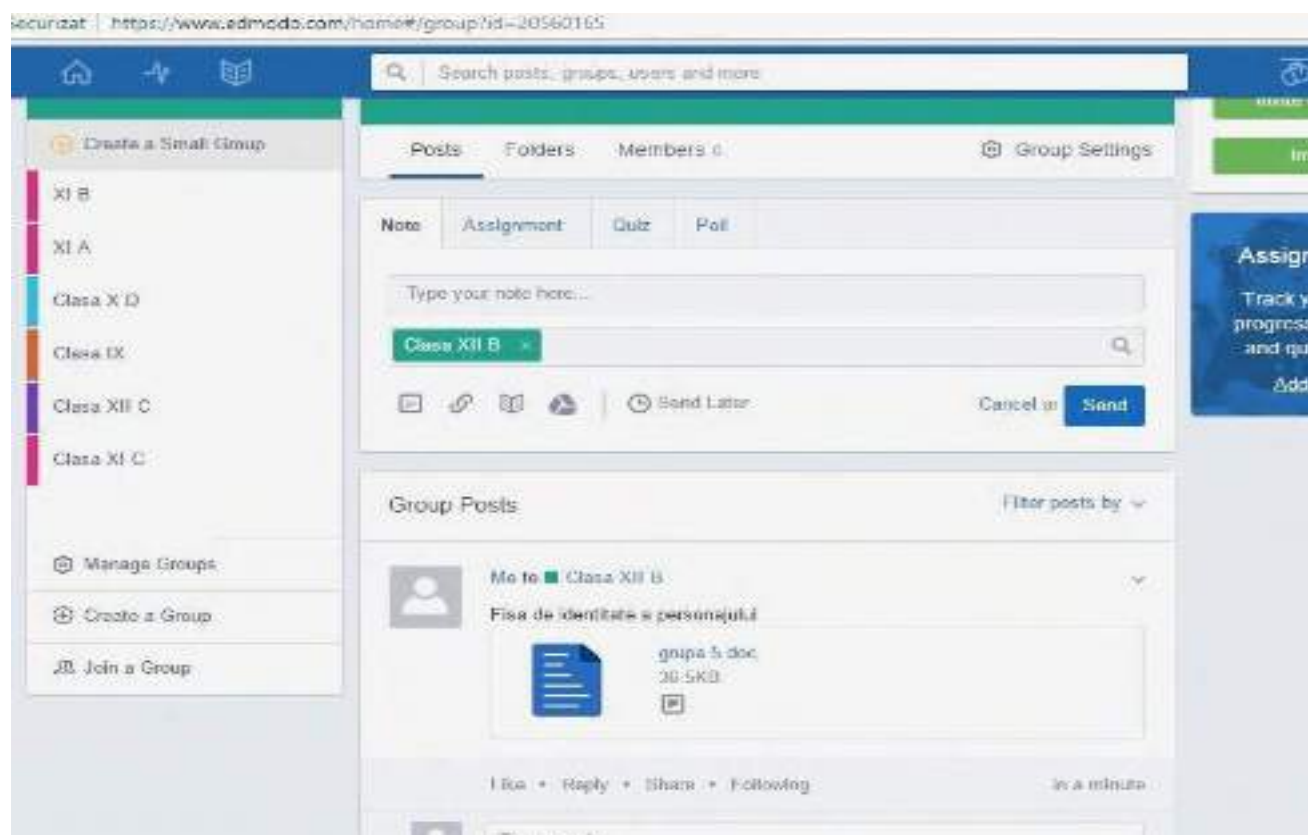 securizat | https://www.edmodo.com/home#/group?id=20560165
Search posts, groups, users and more
Create a Small Group
XI B
XI A
Clasa X D
Clasa IX
Clasa XII C
Clasa XI C
Manage Groups
Create a Group
Join a Group
Posts Folders Members 0 Group Settings
Note Assignment Quiz Poll
Type your note here...
Clasa XII B ×
Send Later Cancel or Send
Group Posts Filter posts by
Me to Clasa XII B
Fisa de identitate a personajului
grupa 5.doc
36.5KB
Like • Reply • Share • Following in a minute
Assign
Track y
progress
and qu
Add